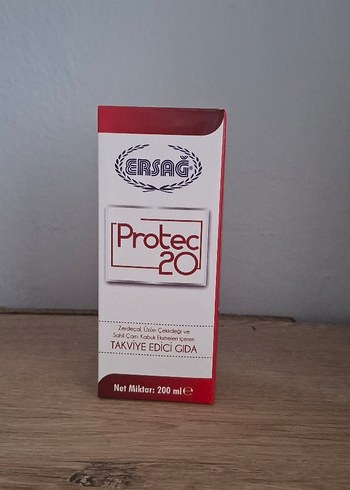 ERSAĞ®
Protec
20
Zerdeçal, Üzüm Çekirdeği ve
Sahil Çamı Kabuk Ekstreleri içeren
TAKVİYE EDİCİ GIDA
Net Miktar: 200 ml ℮